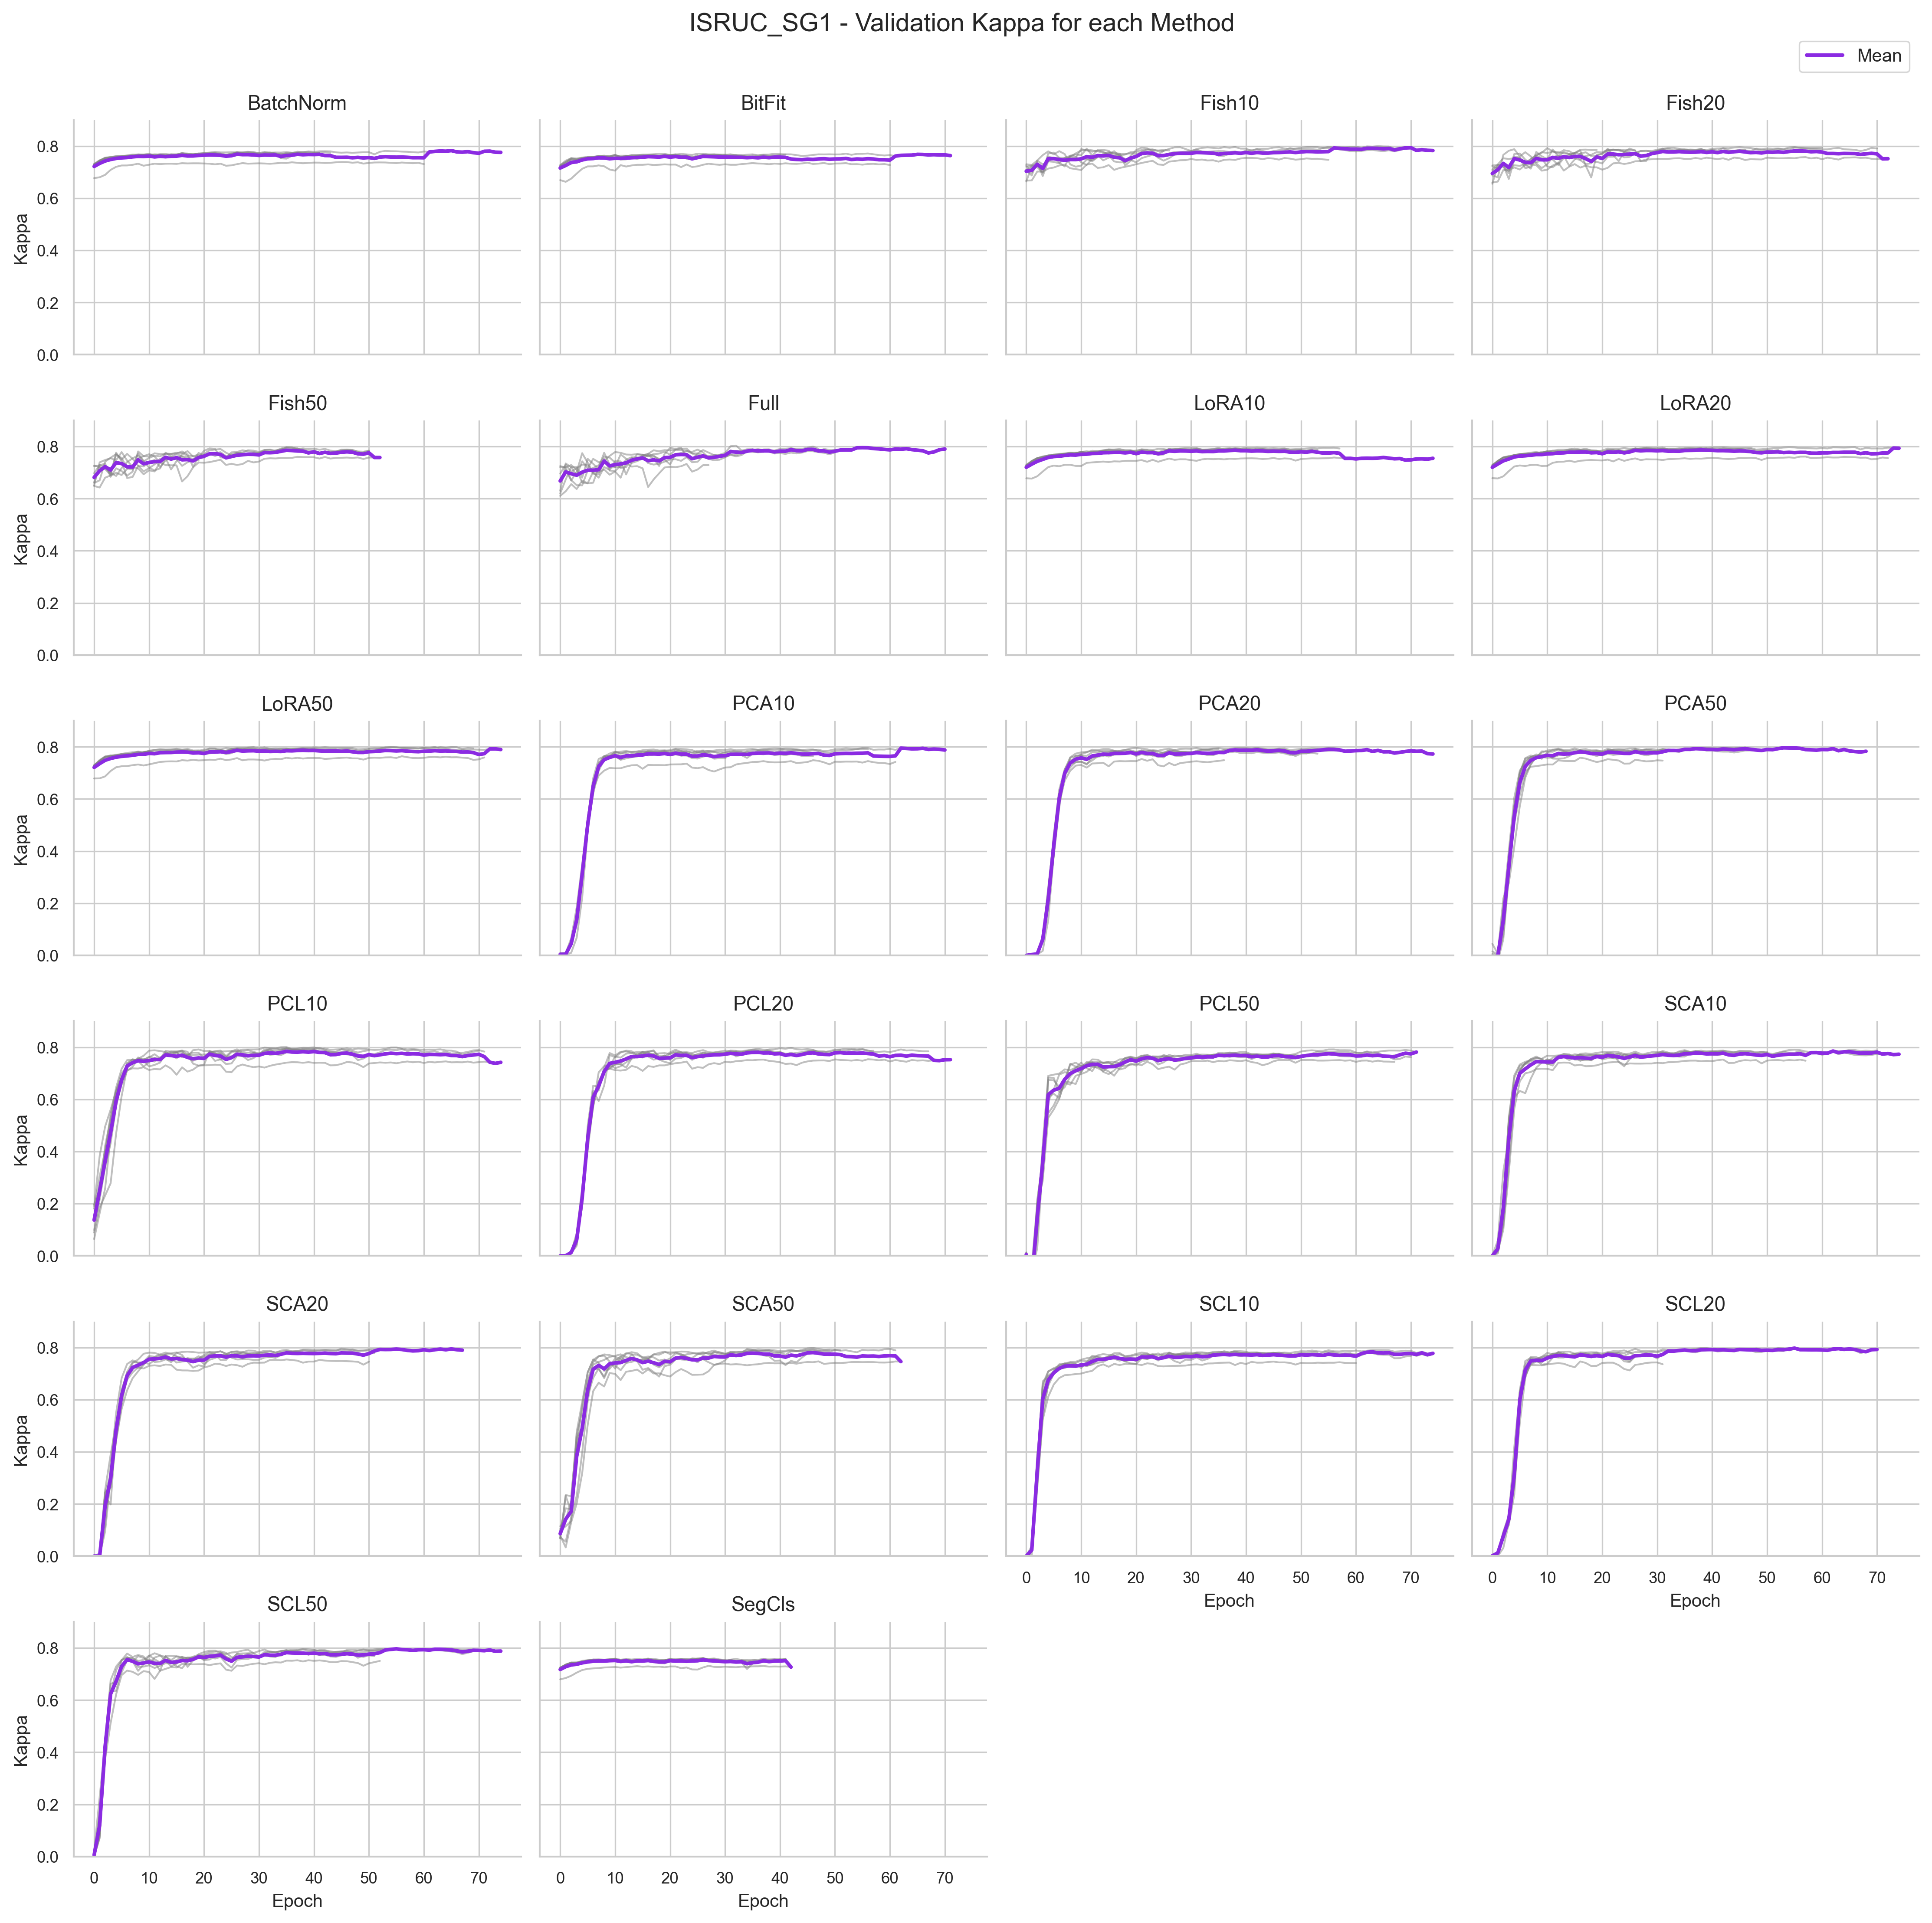 ISRUC_SG1 - Validation Kappa for each Method
Mean
BatchNorm
BitFit
Fish10
Fish20
Kappa
0.8
0.6
0.4
0.2
0.0
Fish50
Full
LoRA10
LoRA20
Kappa
0.8
0.6
0.4
0.2
0.0
LoRA50
PCA10
PCA20
PCA50
Kappa
0.8
0.6
0.4
0.2
0.0
PCL10
PCL20
PCL50
SCA10
Kappa
0.8
0.6
0.4
0.2
0.0
SCA20
SCA50
SCL10
SCL20
Kappa
0.8
0.6
0.4
0.2
0.0
0 10 20 30 40 50 60 70
Epoch
0 10 20 30 40 50 60 70
Epoch
SCL50
SegCls
Kappa
0.8
0.6
0.4
0.2
0.0
0 10 20 30 40 50 60 70
Epoch
0 10 20 30 40 50 60 70
Epoch